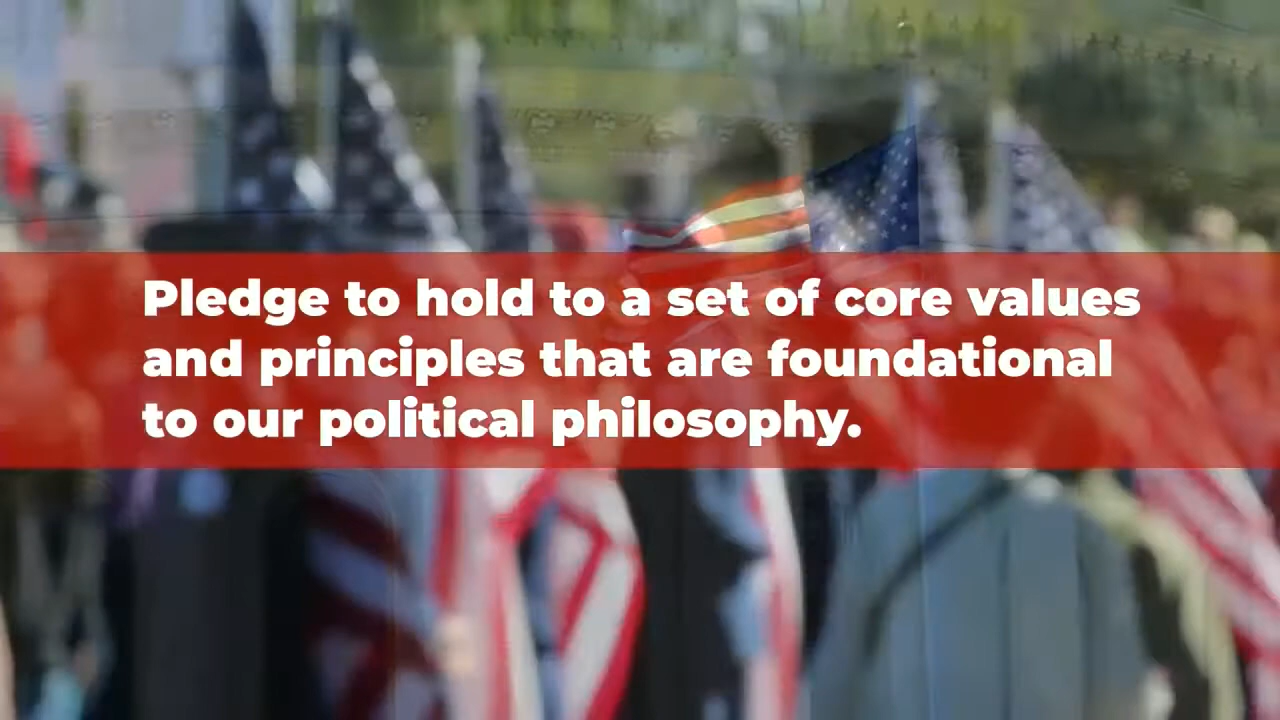 Pledge to hold to a set of core values
and principles that are foundational
to our political philosophy.